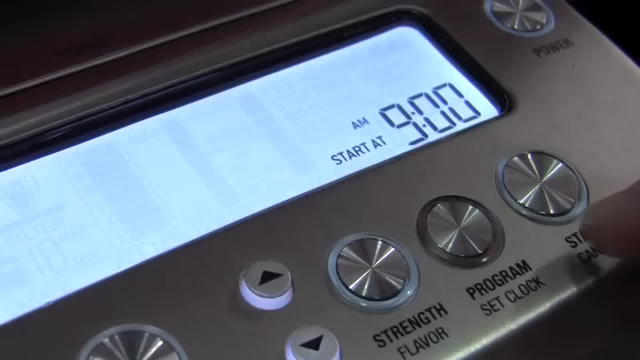 POWER
AM
START AT 9:00
PROGRAM
SET CLOCK
STRENGTH
FLAVOR